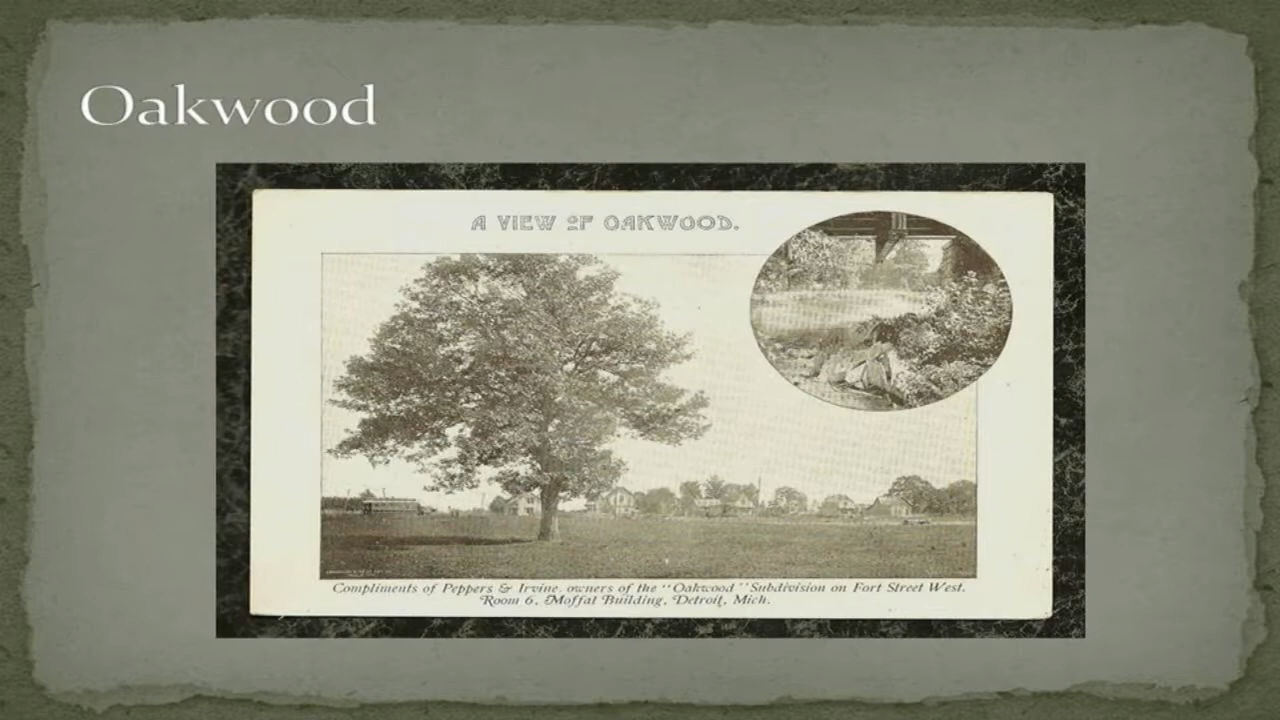 Oakwood
A VIEW OF OAKWOOD.
Compliments of Peppers & Irvine, owners of the "Oakwood" Subdivision on Fort Street West.
Room 6, Moffat Building, Detroit, Mich.